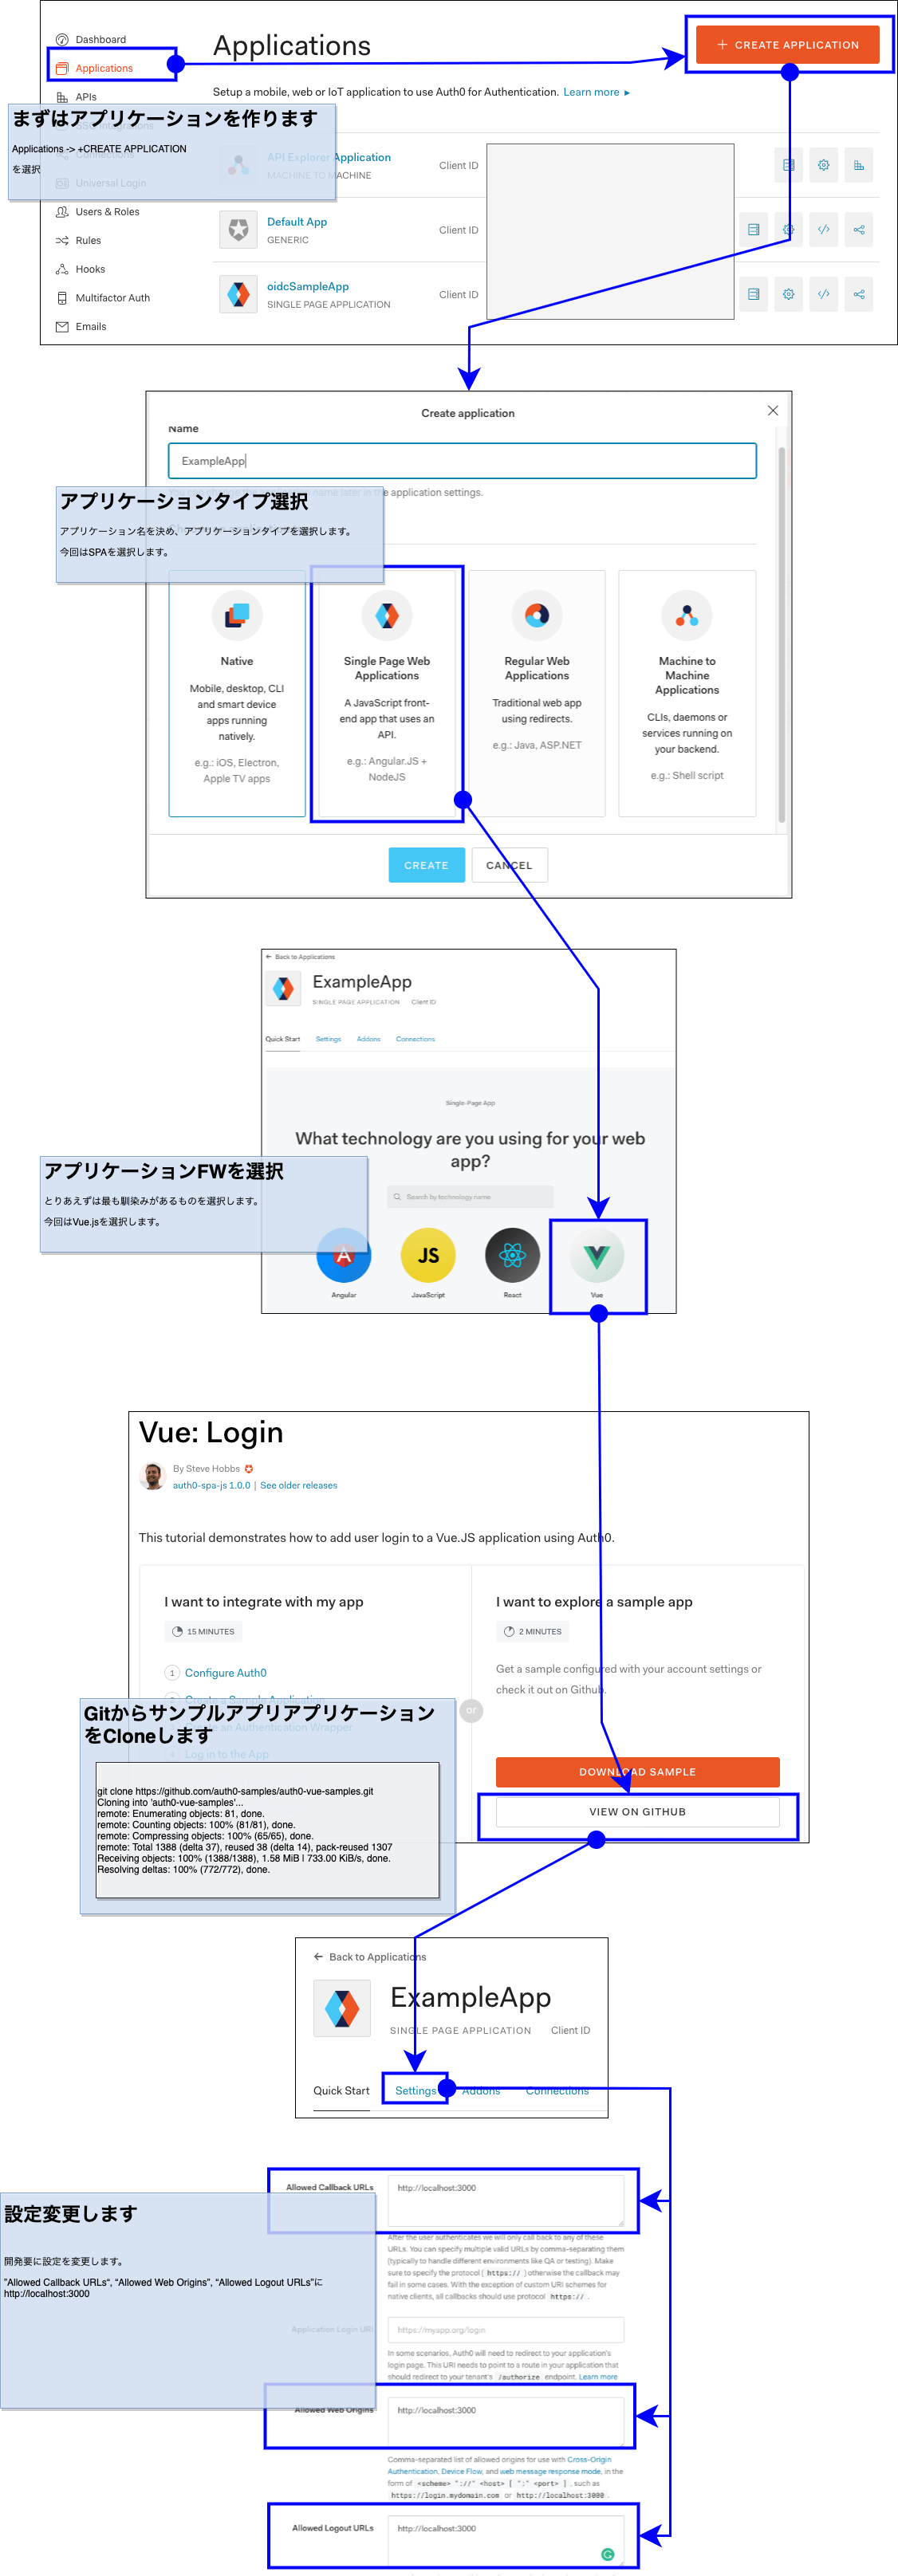 Dashboard
Applications
APIs
SSO Integrations
Connections
Universal Login
Users & Roles
Rules
Hooks
Multifactor Auth
Emails
Applications
+ CREATE APPLICATION
Setup a mobile, web or IoT application to use Auth0 for Authentication. Learn more ▸
まずはアプリケーションを作ります
Applications -> +CREATE APPLICATION
を選択
API Explorer Application
MACHINE TO MACHINE
Client ID
Default App
GENERIC
Client ID
oidcSampleApp
SINGLE PAGE APPLICATION
Client ID
Create application
Name
ExampleApp
name later in the application settings.
アプリケーションタイプ選択
アプリケーション名を決め、アプリケーションタイプを選択します。
今回はSPAを選択します。
Native
Mobile, desktop, CLI
and smart device
apps running
natively.
e.g.: iOS, Electron,
Apple TV apps
Single Page Web
Applications
A JavaScript front-
end app that uses an
API.
e.g.: Angular.JS +
NodeJS
Regular Web
Applications
Traditional web app
using redirects.
e.g.: Java, ASP.NET
Machine to
Machine
Applications
CLIs, daemons or
services running on
your backend.
e.g.: Shell script
CREATE
CANCEL
← Back to Applications
ExampleApp
SINGLE PAGE APPLICATION Client ID
Quick Start Settings Addons Connections
Single-Page App
What technology are you using for your web
app?
Search by technology name
アプリケーションFWを選択
とりあえずは最も馴染みがあるものを選択します。
今回はVue.jsを選択します。
A
JS
Angular JavaScript React Vue
Vue: Login
By Steve Hobbs
auth0-spa-js 1.0.0 | See older releases
This tutorial demonstrates how to add user login to a Vue.JS application using Auth0.
I want to integrate with my app
15 MINUTES
1 Configure Auth0
Create a Sample Application
an Authentication Wrapper
Log in to the App
or
I want to explore a sample app
2 MINUTES
Get a sample configured with your account settings or
check it out on Github.
DOWNLOAD SAMPLE
VIEW ON GITHUB
Gitからサンプルアプリアプリケーション
をCloneします
git clone https://github.com/auth0-samples/auth0-vue-samples.git
Cloning into 'auth0-vue-samples'...
remote: Enumerating objects: 81, done.
remote: Counting objects: 100% (81/81), done.
remote: Compressing objects: 100% (65/65), done.
remote: Total 1388 (delta 37), reused 38 (delta 14), pack-reused 1307
Receiving objects: 100% (1388/1388), 1.58 MiB | 733.00 KiB/s, done.
Resolving deltas: 100% (772/772), done.
← Back to Applications
ExampleApp
SINGLE PAGE APPLICATION Client ID
Quick Start Settings Addons Connections
Allowed Callback URLs
http://localhost:3000
After the user authenticates we will only call back to any of these
URLs. You can specify multiple valid URLs by comma-separating them
(typically to handle different environments like QA or testing). Make
sure to specify the protocol ( https:// ) otherwise the callback may
fail in some cases. With the exception of custom URI schemes for
native clients, all callbacks should use protocol https:// .
設定変更します
開発要に設定を変更します。
"Allowed Callback URLs“, “Allowed Web Origins”, “Allowed Logout URLs”に
http://localhost:3000
Application Login URI
https://myapp.org/login
In some scenarios, Auth0 will need to redirect to your application's
login page. This URI needs to point to a route in your application that
should redirect to your tenant's /authorize endpoint. Learn more
Allowed Web Origins
http://localhost:3000
Comma-separated list of allowed origins for use with Cross-Origin
Authentication, Device Flow, and web message response mode, in the
form of <scheme> "://" <host> [ ":" <port> ] , such as
https://login.mydomain.com or http://localhost:3000 .
Allowed Logout URLs
http://localhost:3000